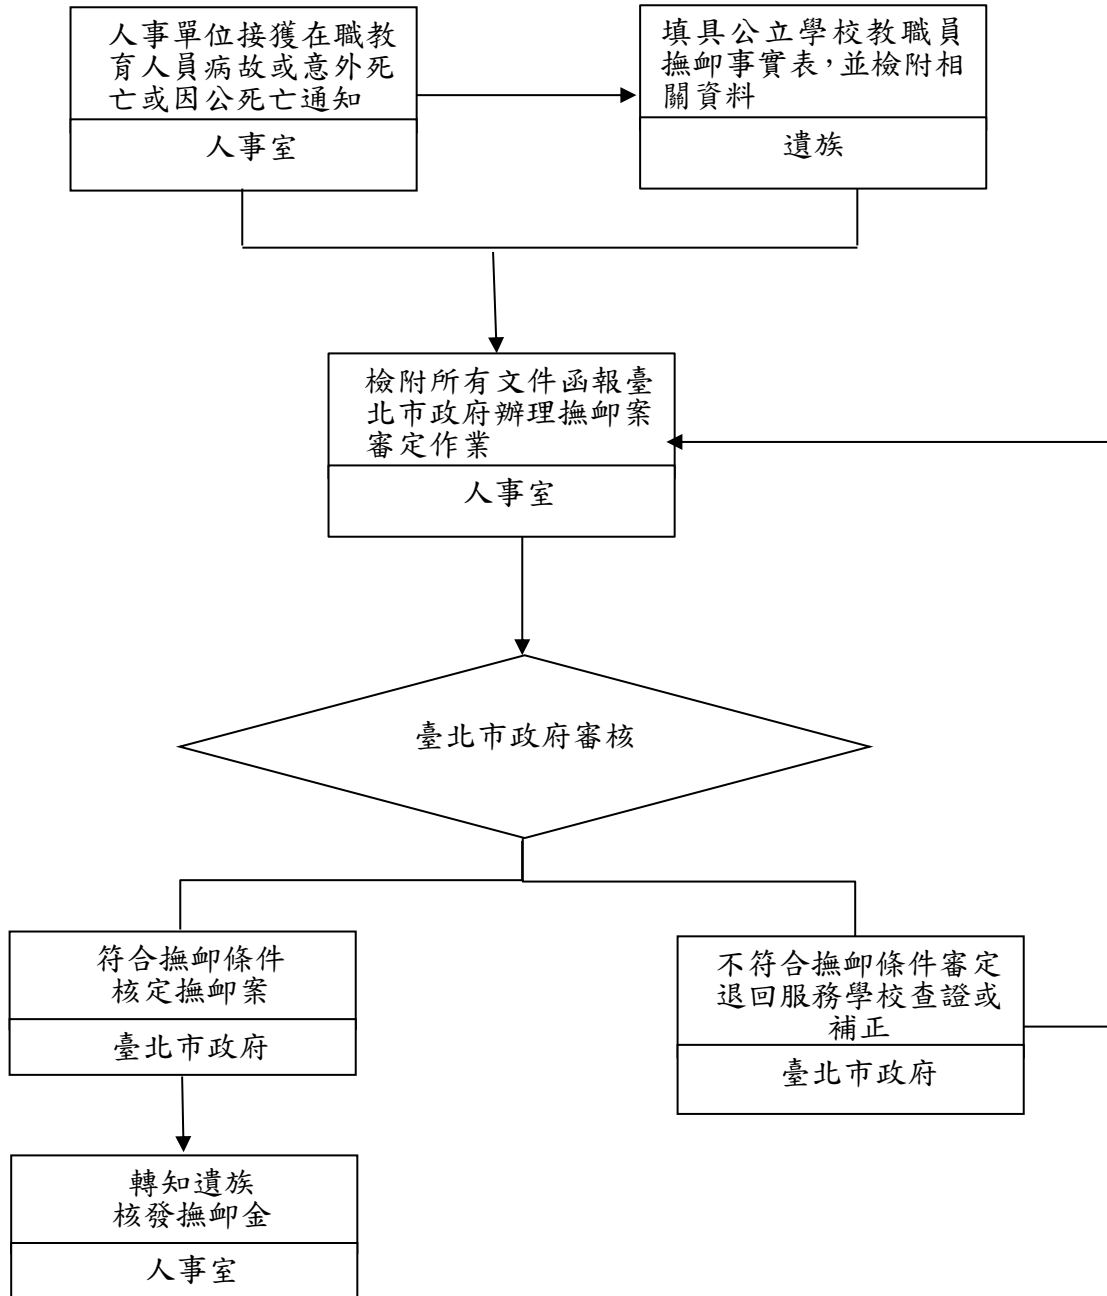 人事單位接獲在職教
育人員病故或意外死
亡或因公死亡通知
人事室
填具公立學校教職員
撫卹事實表，並檢附相
關資料
遺族
檢附所有文件函報臺
北市政府辦理撫卹案
審定作業
人事室
臺北市政府審核
符合撫卹條件
核定撫卹案
臺北市政府
不符合撫卹條件審定
退回服務學校查證或
補正
臺北市政府
轉知遺族
核發撫卹金
人事室